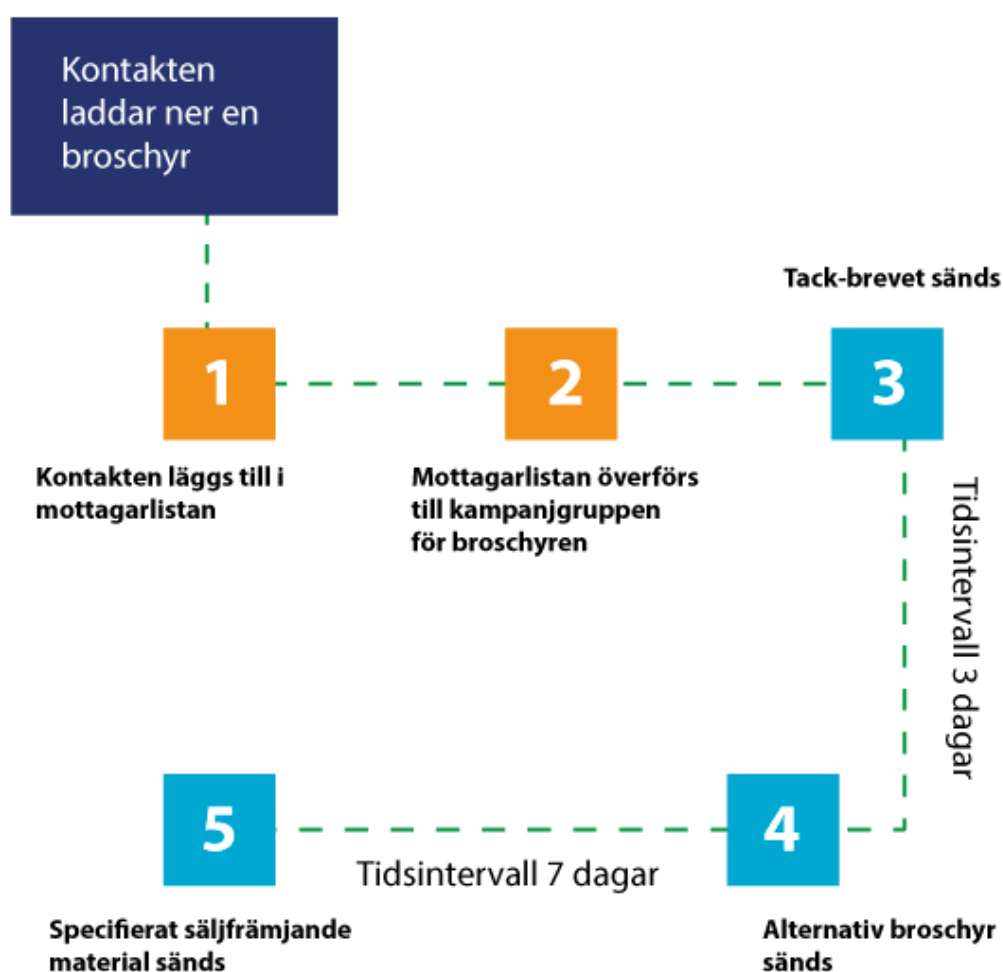 Kontakten
laddar ner en
broschyr
Tack-brevet sänds
1
2
3
Kontakten läggs till i
mottagarlistan
Mottagarlistan överförs
till kampanjgruppen
för broschyren
Tidsintervall 3 dagar
5
4
Tidsintervall 7 dagar
Specifierat säljfrämjande
material sänds
Alternativ broschyr
sänds